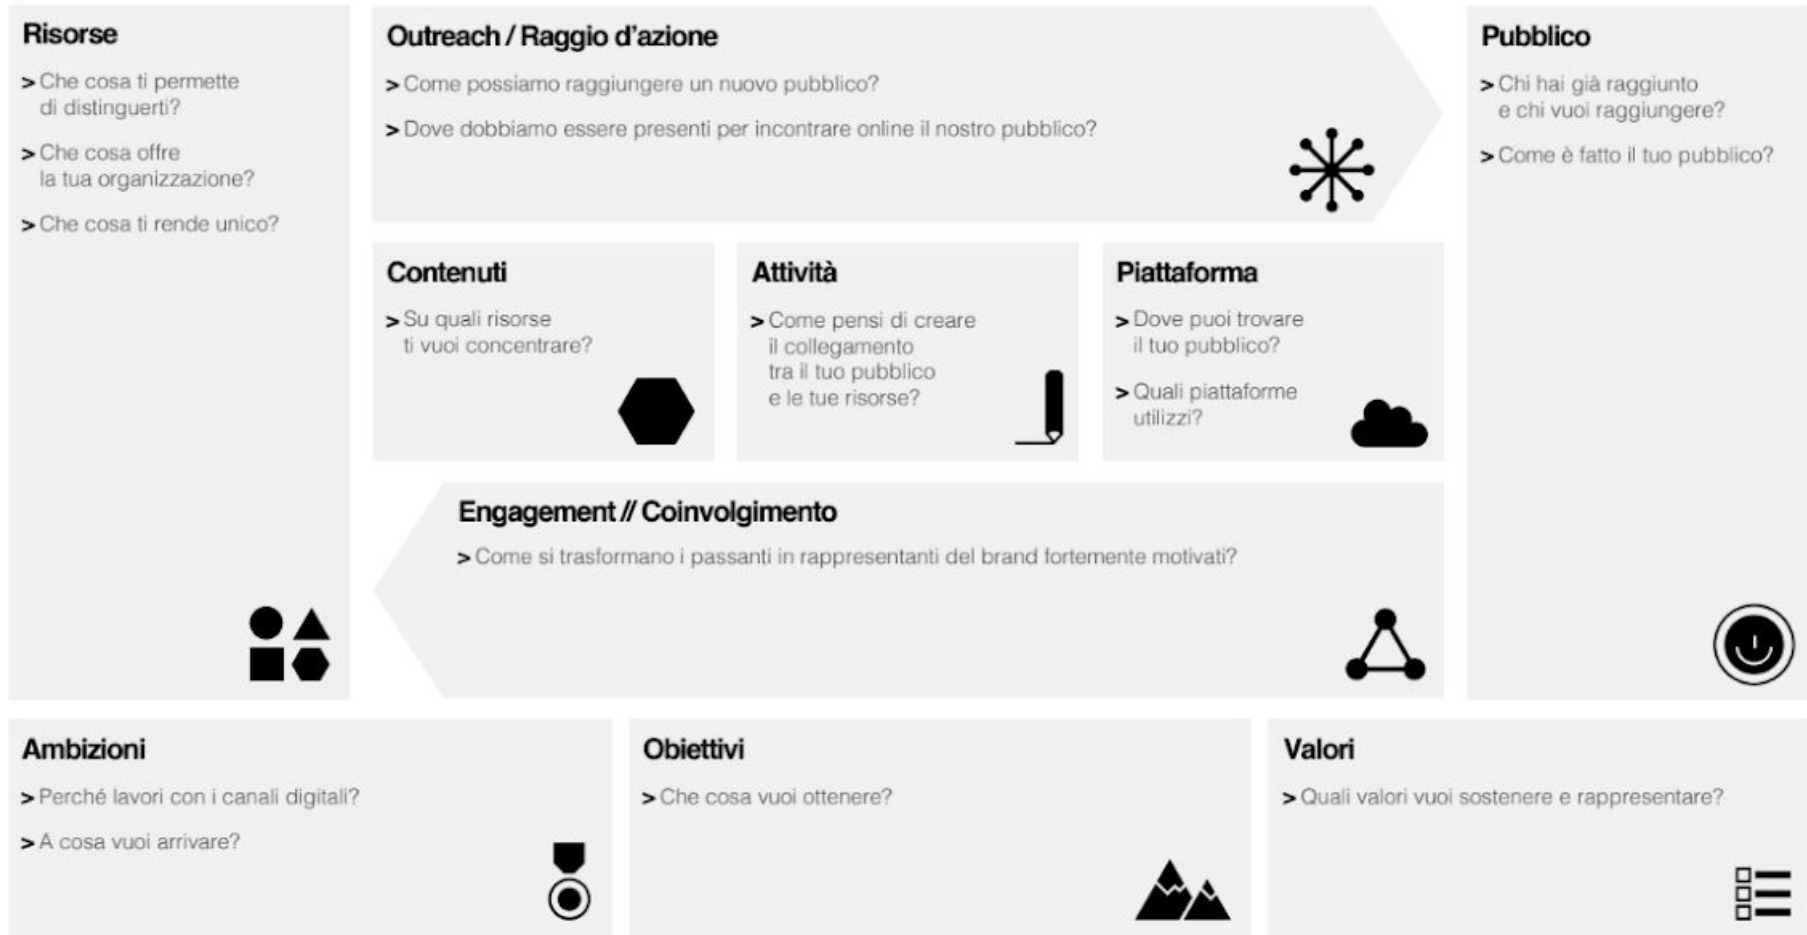 Risorse
> Che cosa ti permette
di distinguerti?
> Che cosa offre
la tua organizzazione?
> Che cosa ti rende unico?
Outreach / Raggio d'azione
> Come possiamo raggiungere un nuovo pubblico?
> Dove dobbiamo essere presenti per incontrare online il nostro pubblico?
Pubblico
> Chi hai già raggiunto
e chi vuoi raggiungere?
> Come è fatto il tuo pubblico?
Contenuti
> Su quali risorse
ti vuoi concentrare?
Attività
> Come pensi di creare
il collegamento
tra il tuo pubblico
e le tue risorse?
Piattaforma
> Dove puoi trovare
il tuo pubblico?
> Quali piattaforme
utilizzi?
Engagement // Coinvolgimento
> Come si trasformano i passanti in rappresentanti del brand fortemente motivati?
Ambizioni
> Perché lavori con i canali digitali?
> A cosa vuoi arrivare?
Obiettivi
> Che cosa vuoi ottenere?
Valori
> Quali valori vuoi sostenere e rappresentare?